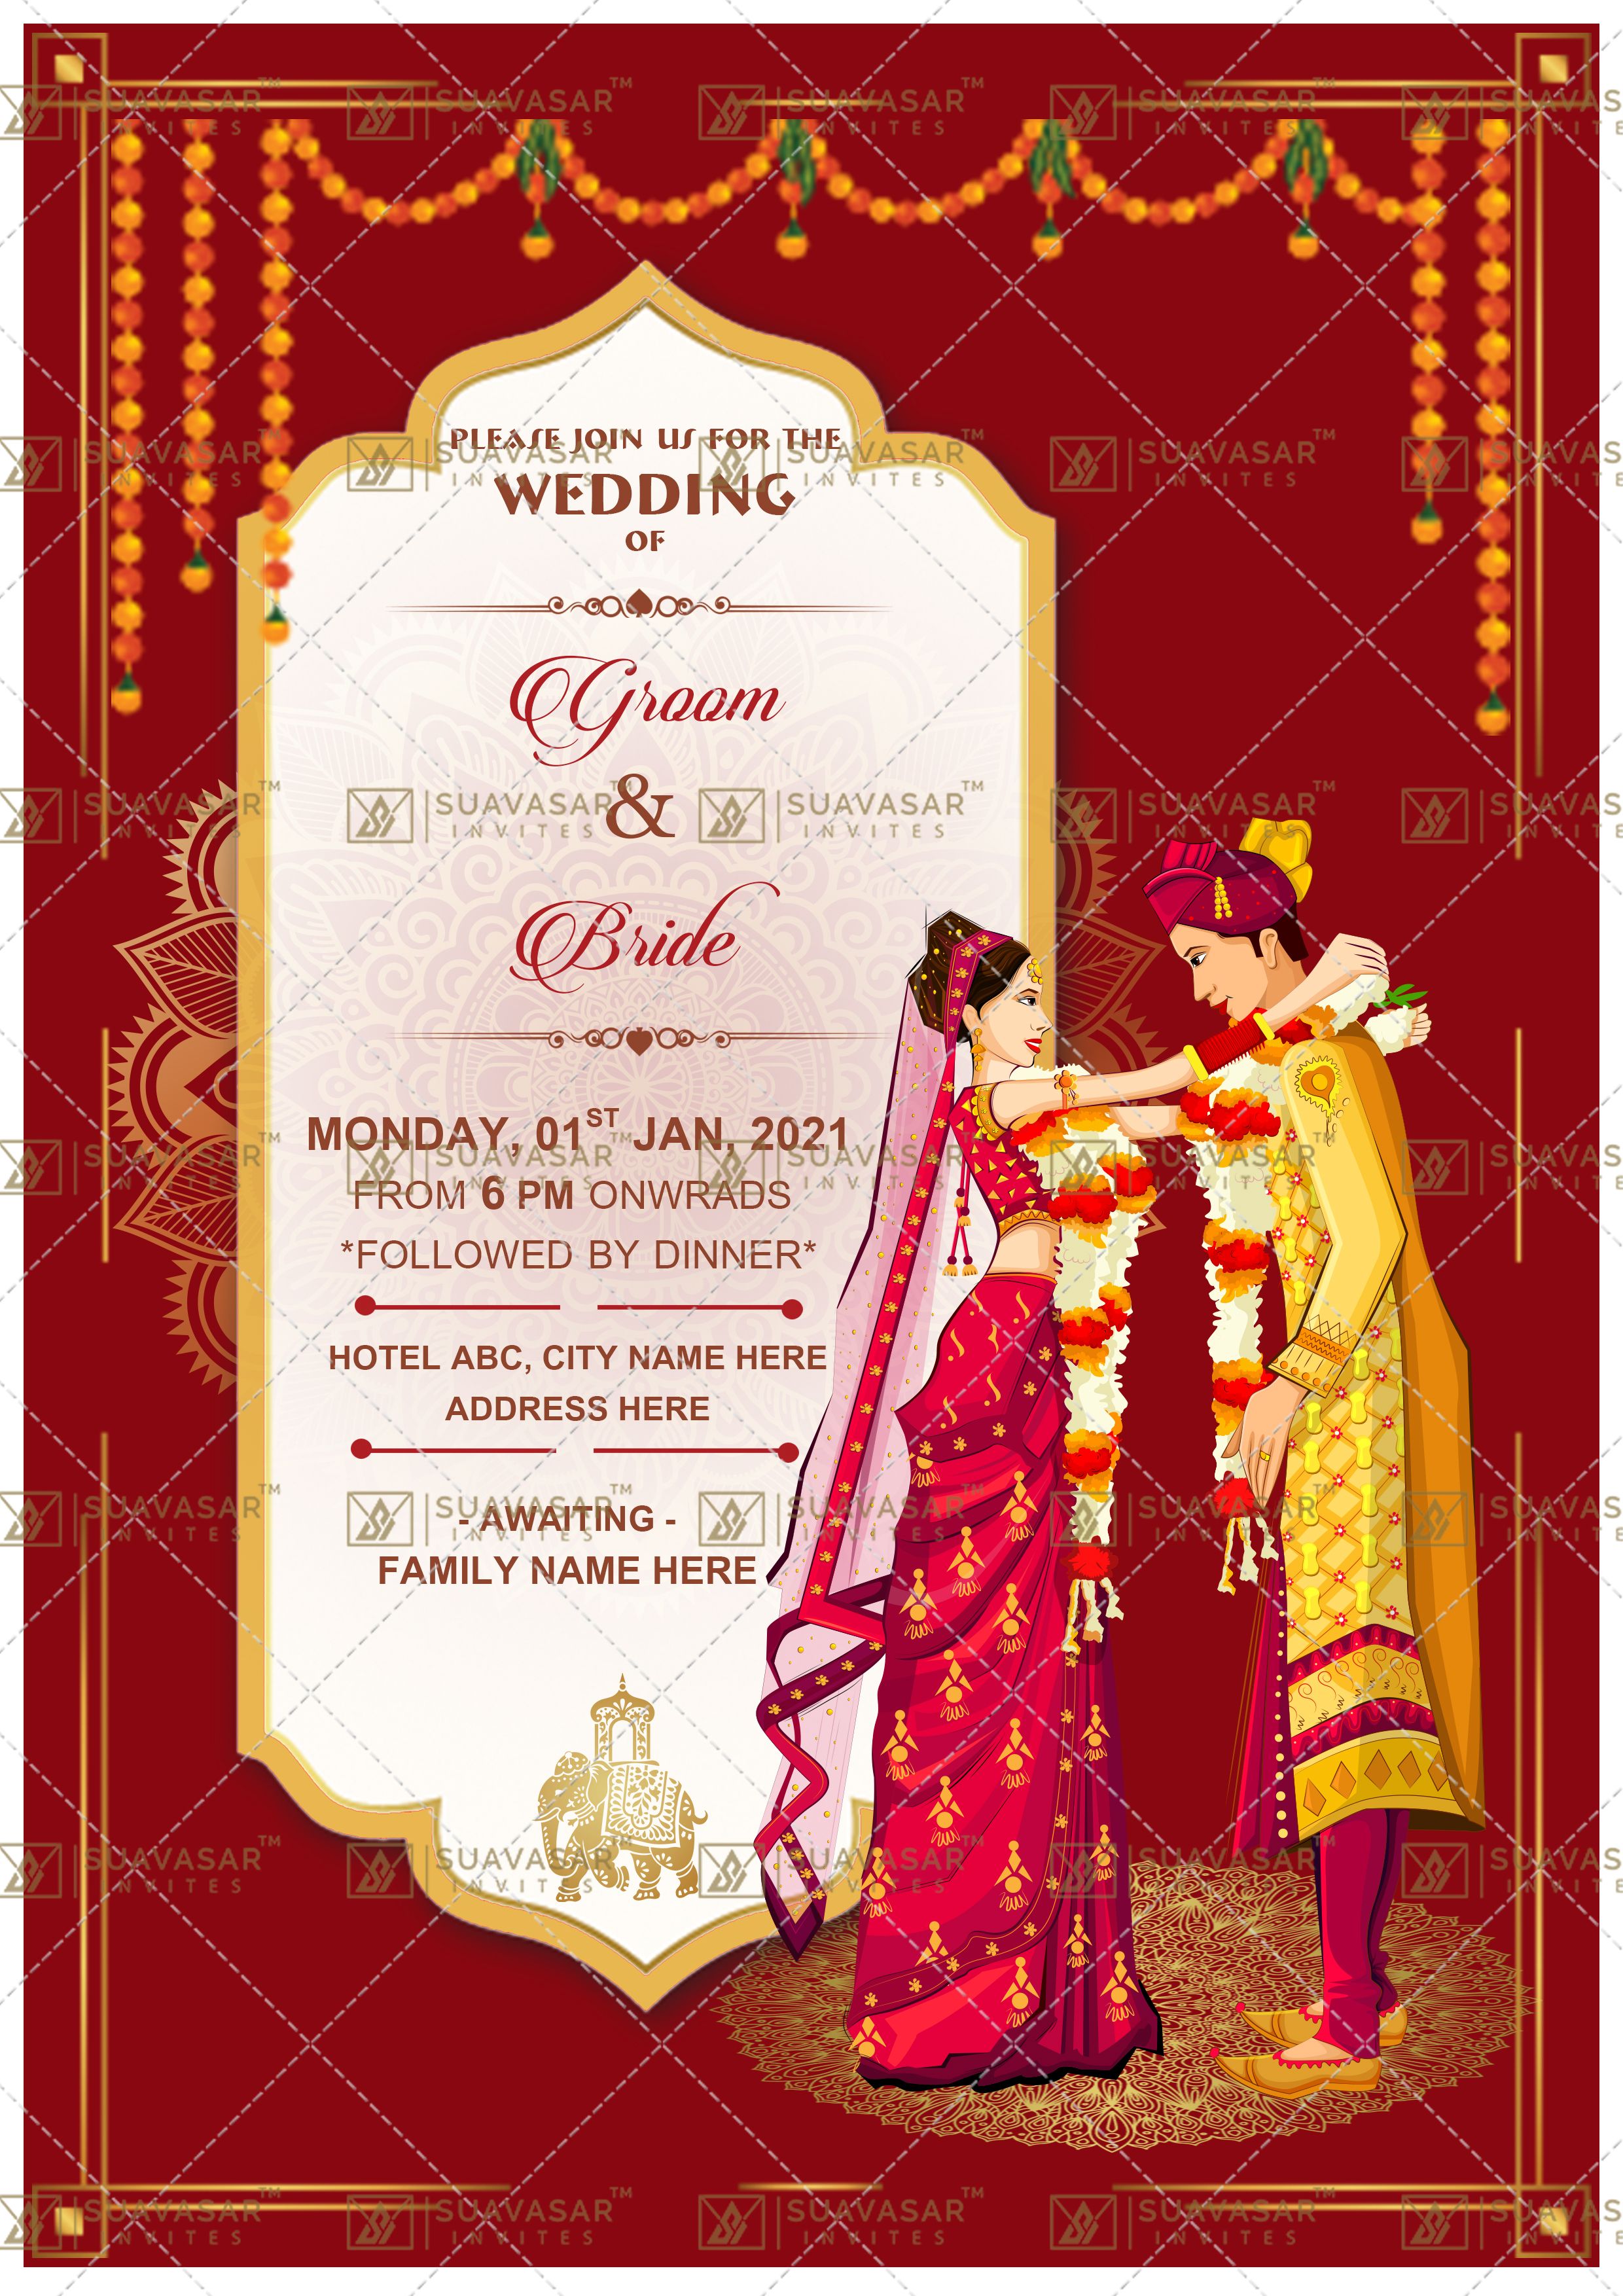 PLEASE JOIN US FOR THE
WEDDING
OF
Groom
&
Bride
MONDAY, 01ST JAN, 2021
FROM 6 PM ONWRADS
*FOLLOWED BY DINNER*
HOTEL ABC, CITY NAME HERE
ADDRESS HERE
- AWAITING -
FAMILY NAME HERE
SUAVASAR™
INVITES